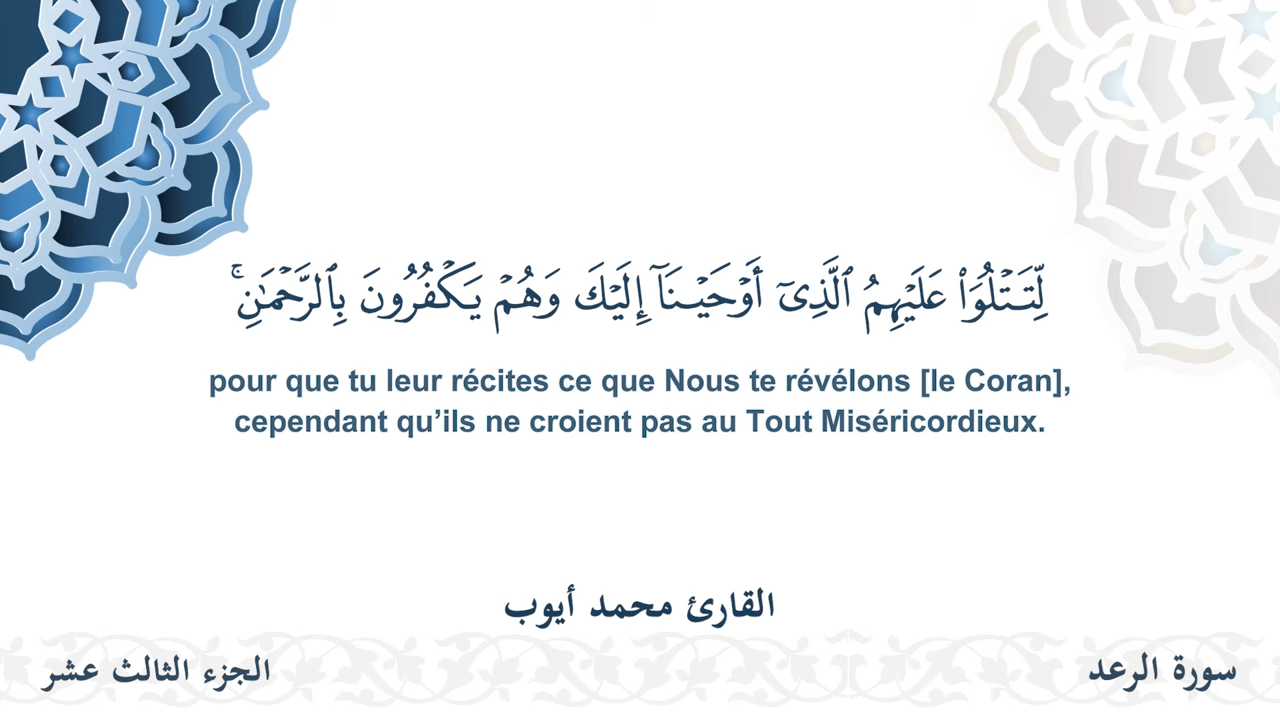 لِّتَتْلُوَا۟ عَلَيْهِمُ ٱلَّذِىٓ أَوْحَيْنَآ إِلَيْكَ وَهُمْ يَكْفُرُونَ بِٱلرَّحْمَـٰنِ ۚ
pour que tu leur récites ce que Nous te révélons [le Coran],
cependant qu’ils ne croient pas au Tout Miséricordieux.
القارئ محمد أيوب
سورة الرعد
الجزء الثالث عشر